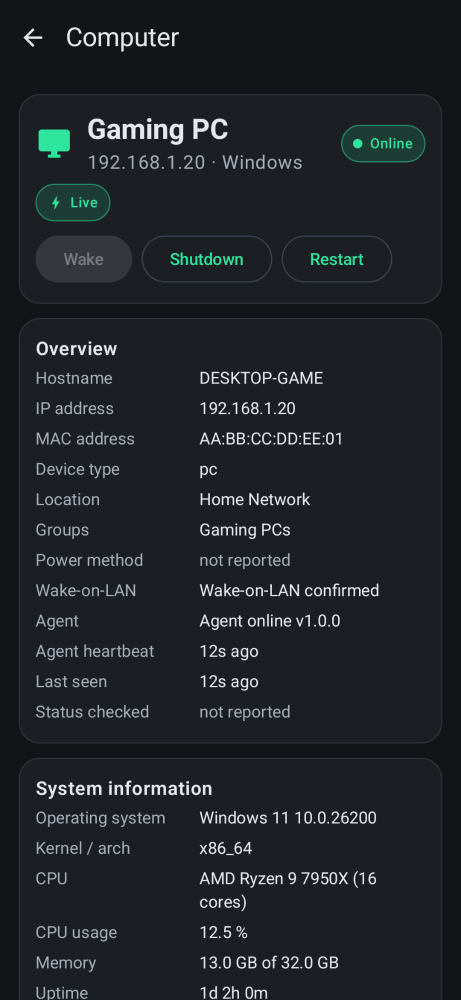 Computer
Gaming PC
192.168.1.20 · Windows
Online
Live
Wake
Shutdown
Restart
Overview
Hostname DESKTOP-GAME
IP address 192.168.1.20
MAC address AA:BB:CC:DD:EE:01
Device type pc
Location Home Network
Groups Gaming PCs
Power method not reported
Wake-on-LAN Wake-on-LAN confirmed
Agent Agent online v1.0.0
Agent heartbeat 12s ago
Last seen 12s ago
Status checked not reported
System information
Operating system Windows 11 10.0.26200
Kernel / arch x86_64
CPU AMD Ryzen 9 7950X (16
cores)
CPU usage 12.5 %
Memory 13.0 GB of 32.0 GB
Uptime 1d 2h 0m